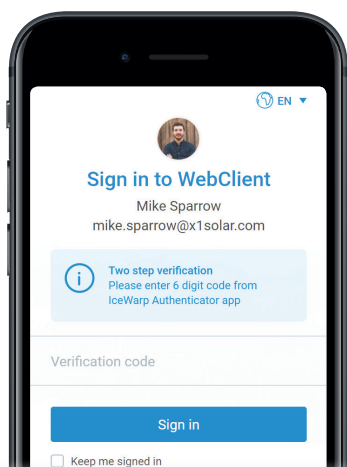 EN
Sign in to WebClient
Mike Sparrow
mike.sparrow@x1solar.com
Two step verification
Please enter 6 digit code from
IceWarp Authenticator app
Verification code
Sign in
Keep me signed in